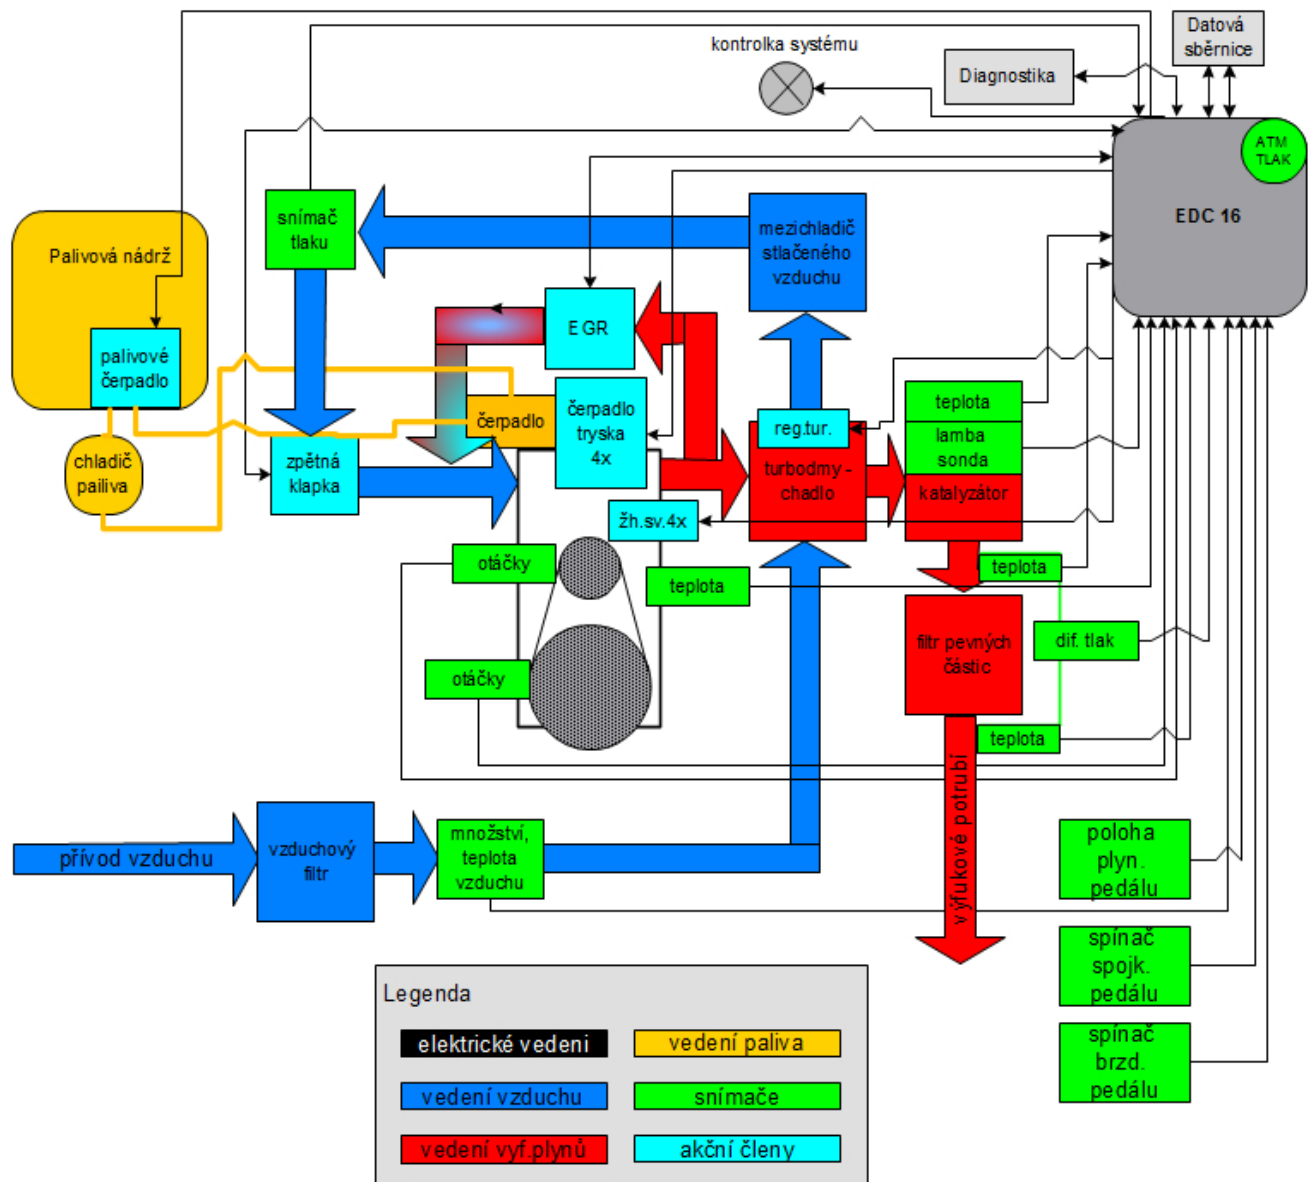 Datová
sběrnice
kontrolka systému
Diagnostika
ATM
TLAK
EDC 16
snímač
tlaku
mezichladič
stlačeného
vzduchu
Palivová nádrž
EGR
palivové
čerpadlo
čerpadlo
čerpadlo
tryska
4x
reg.tur.
teplota
lamba
sonda
katalyzátor
chladič
pailiva
zpětná
klapka
turbodmy -
chadlo
žh.sv.4x
otáčky
teplota
teplota
filtr pevných
částic
dif. tlak
otáčky
teplota
výfukové potrubí
přívod vzduchu
vzduchový
filtr
množství,
teplota
vzduchu
poloha
plyn.
pedálu
spínač
spojk.
pedálu
spínač
brzd.
pedálu
Legenda
elektrické vedeni
vedení paliva
vedení vzduchu
snímače
vedení vyf.plynů
akční členy